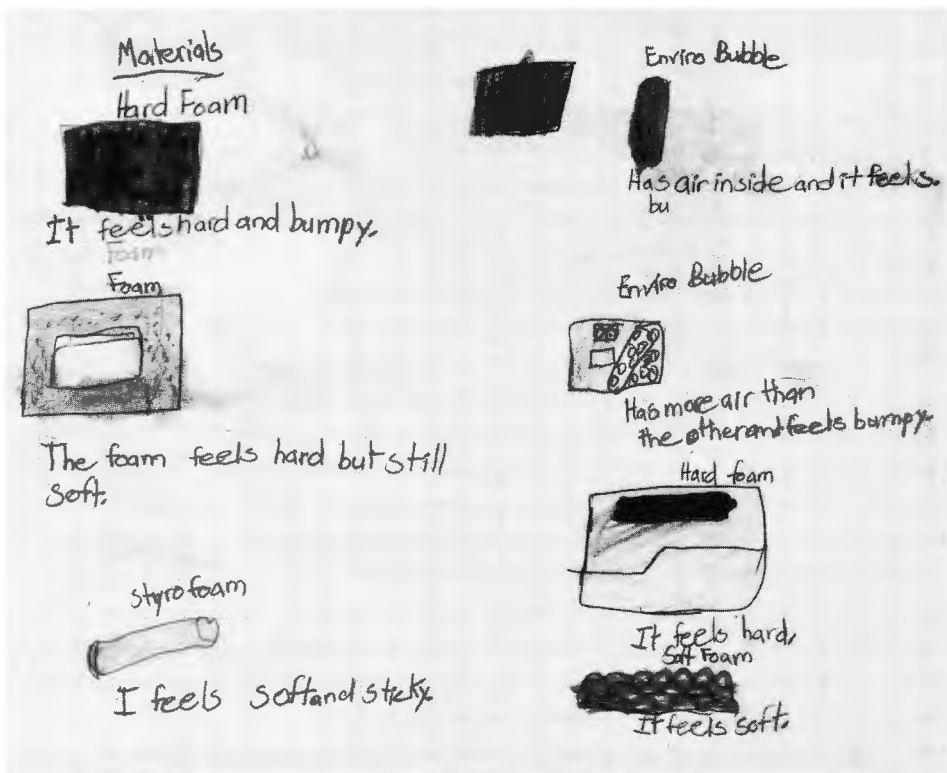 Materials
Hard Foam
It feels hard and bumpy.
Foam
Foam
The foam feels hard but still
soft.
Styrofoam
I feels soft and sticky.
Enviro Bubble
Has air inside and it feels.
bu
Enviro Bubble
Has more air than
the other and feels bumpy.
Hard foam
It feels hard.
Soft Foam
It feels soft.